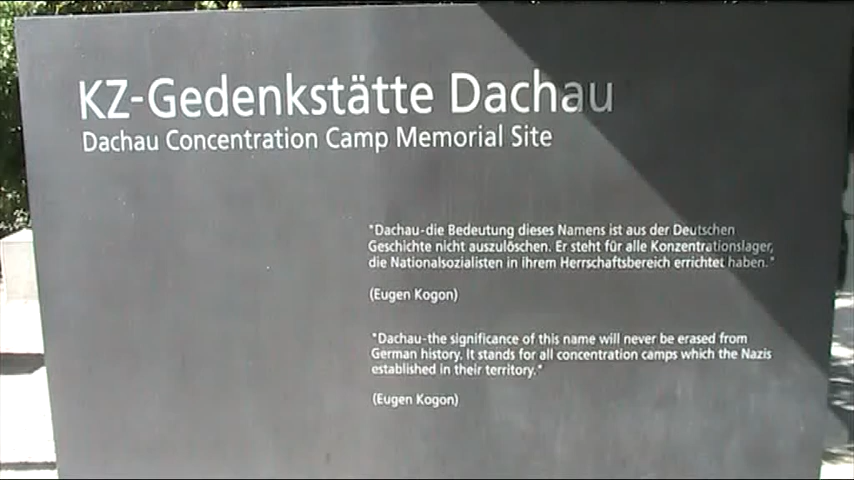 KZ-Gedenkstätte Dachau
Dachau Concentration Camp Memorial Site
"Dachau-die Bedeutung dieses Namens ist aus der Deutschen
Geschichte nicht auszulöschen. Er steht für alle Konzentrationslager,
die Nationalsozialisten in ihrem Herrschaftsbereich errichtet haben."
(Eugen Kogon)
"Dachau-the significance of this name will never be erased from
German history. It stands for all concentration camps which the Nazis
established in their territory."
(Eugen Kogon)